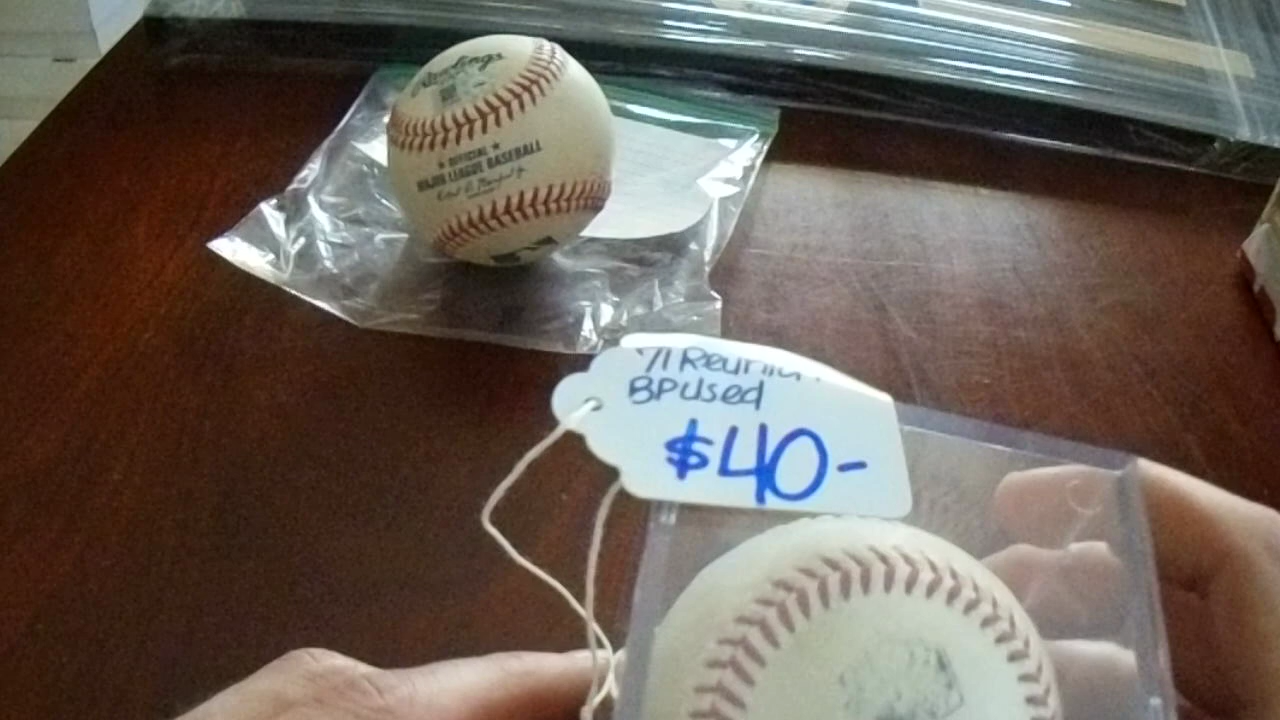 Rawlings
★ OFFICIAL ★
MAJOR LEAGUE BASEBALL
'71 Reunion
BP Used
$40-